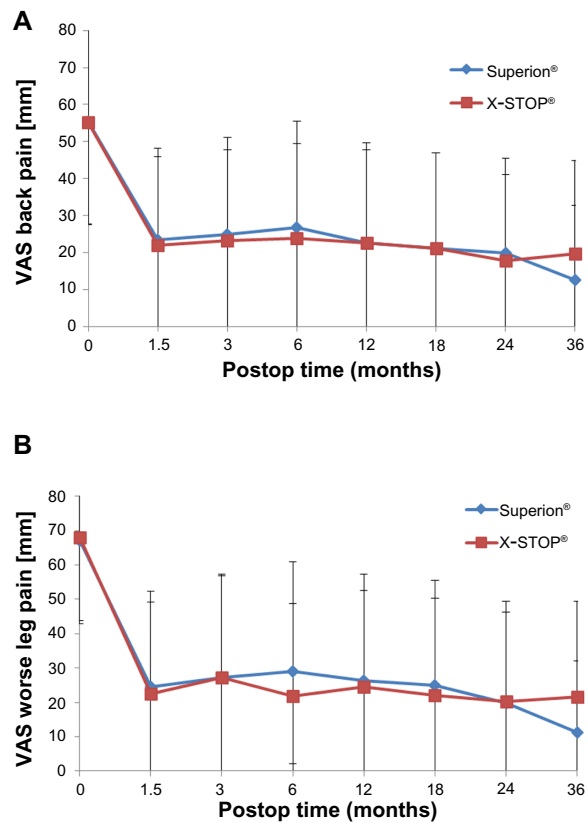 A
80
70
60
50
40
30
20
10
0
VAS back pain [mm]
Superion®
X-STOP®
0 1.5 3 6 12 18 24 36
Postop time (months)
B
80
70
60
50
40
30
20
10
0
VAS worse leg pain [mm]
Superion®
X-STOP®
0 1.5 3 6 12 18 24 36
Postop time (months)